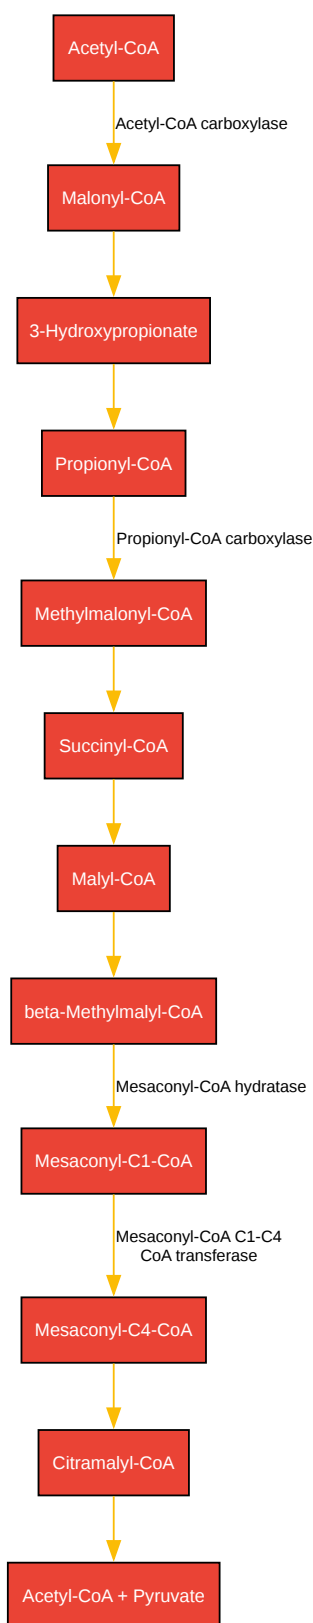 Acetyl-CoA
Acetyl-CoA carboxylase
Malonyl-CoA
3-Hydroxypropionate
Propionyl-CoA
Propionyl-CoA carboxylase
Methylmalonyl-CoA
Succinyl-CoA
Malyl-CoA
beta-Methylmalyl-CoA
Mesaconyl-CoA hydratase
Mesaconyl-C1-CoA
Mesaconyl-CoA C1-C4
CoA transferase
Mesaconyl-C4-CoA
Citramalyl-CoA
Acetyl-CoA + Pyruvate